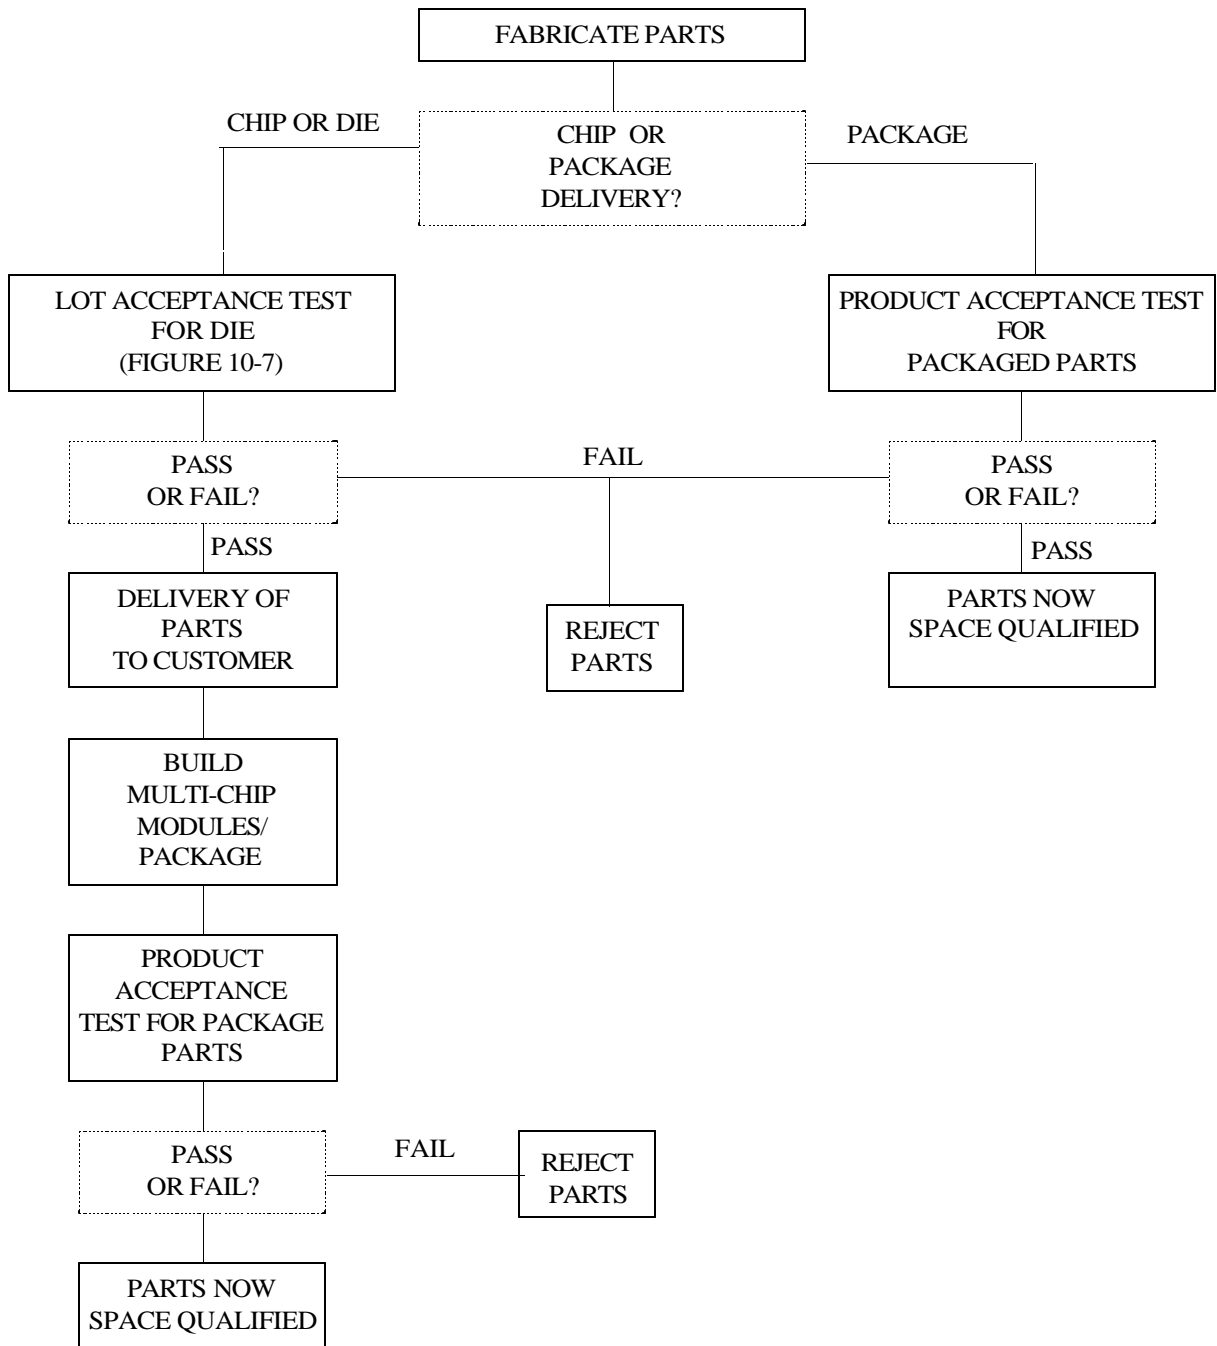 FABRICATE PARTS
CHIP OR DIE
CHIP OR
PACKAGE
DELIVERY?
PACKAGE
LOT ACCEPTANCE TEST
FOR DIE
(FIGURE 10-7)
PRODUCT ACCEPTANCE TEST
FOR
PACKAGED PARTS
PASS
OR FAIL?
FAIL
PASS
OR FAIL?
PASS
PASS
DELIVERY OF
PARTS
TO CUSTOMER
REJECT
PARTS
PARTS NOW
SPACE QUALIFIED
BUILD
MULTI-CHIP
MODULES/
PACKAGE
PRODUCT
ACCEPTANCE
TEST FOR PACKAGE
PARTS
PASS
OR FAIL?
FAIL
REJECT
PARTS
PARTS NOW
SPACE QUALIFIED